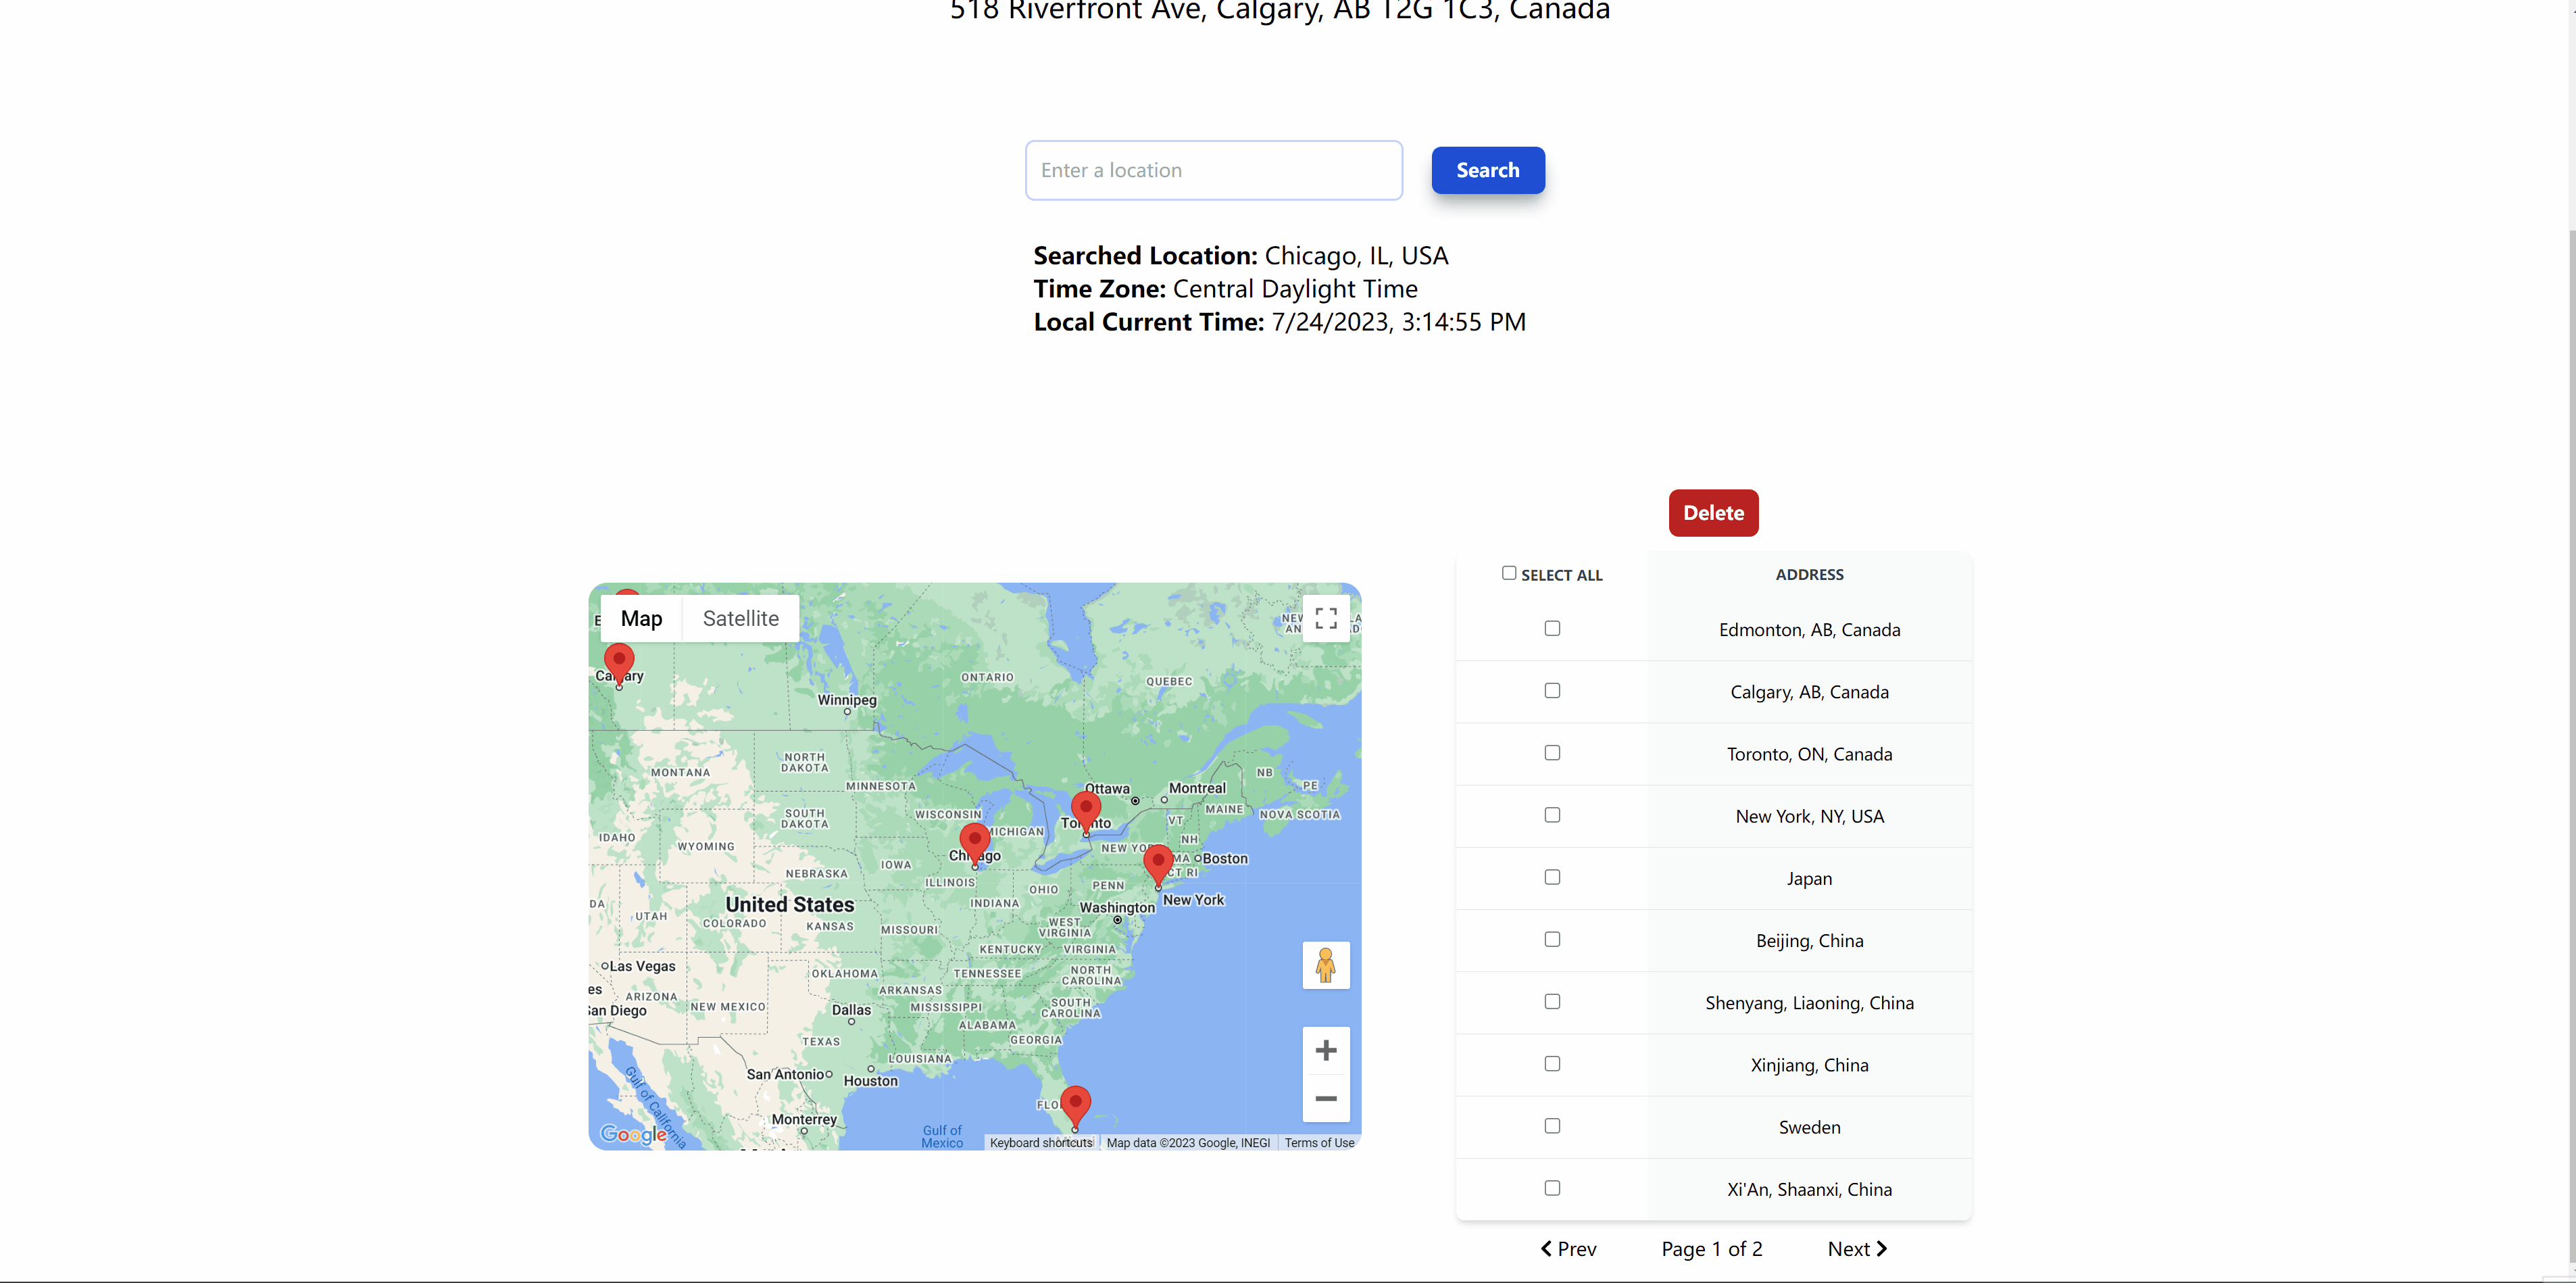 518 Riverfront Ave, Calgary, AB T2G 1C3, Canada
Enter a location
Search
Searched Location: Chicago, IL, USA
Time Zone: Central Daylight Time
Local Current Time: 7/24/2023, 3:14:55 PM
Delete
SELECT ALL
ADDRESS
Edmonton, AB, Canada
Calgary, AB, Canada
Toronto, ON, Canada
New York, NY, USA
Japan
Beijing, China
Shenyang, Liaoning, China
Xinjiang, China
Sweden
Xi'An, Shaanxi, China
Prev
Page 1 of 2
Next
Map
Satellite
Calgary
Winnipeg
ONTARIO
QUEBEC
MONTANA
NORTH
DAKOTA
MINNESOTA
Ottawa
Montreal
NB
PE
SOUTH
DAKOTA
WISCONSIN
MICHIGAN
Toronto
VT
MAINE
NOVA SCOTIA
IDAHO
WYOMING
IOWA
Chicago
NEW YO
NH
MA
Boston
CT RI
NEBRASKA
ILLINOIS
OHIO
PENN
New York
DA
UTAH
United States
COLORADO
KANSAS
INDIANA
Washington
MISSOURI
WEST
VIRGINIA
KENTUCKY
VIRGINIA
Las Vegas
OKLAHOMA
TENNESSEE
NORTH
CAROLINA
es
ARIZONA
NEW MEXICO
ARKANSAS
San Diego
Dallas
MISSISSIPPI
SOUTH
CAROLINA
ALABAMA
GEORGIA
TEXAS
LOUISIANA
San Antonio
Houston
Gulf of California
FLO
Monterrey
Gulf of
Mexico
Google
Keyboard shortcuts
Map data ©2023 Google, INEGI
Terms of Use